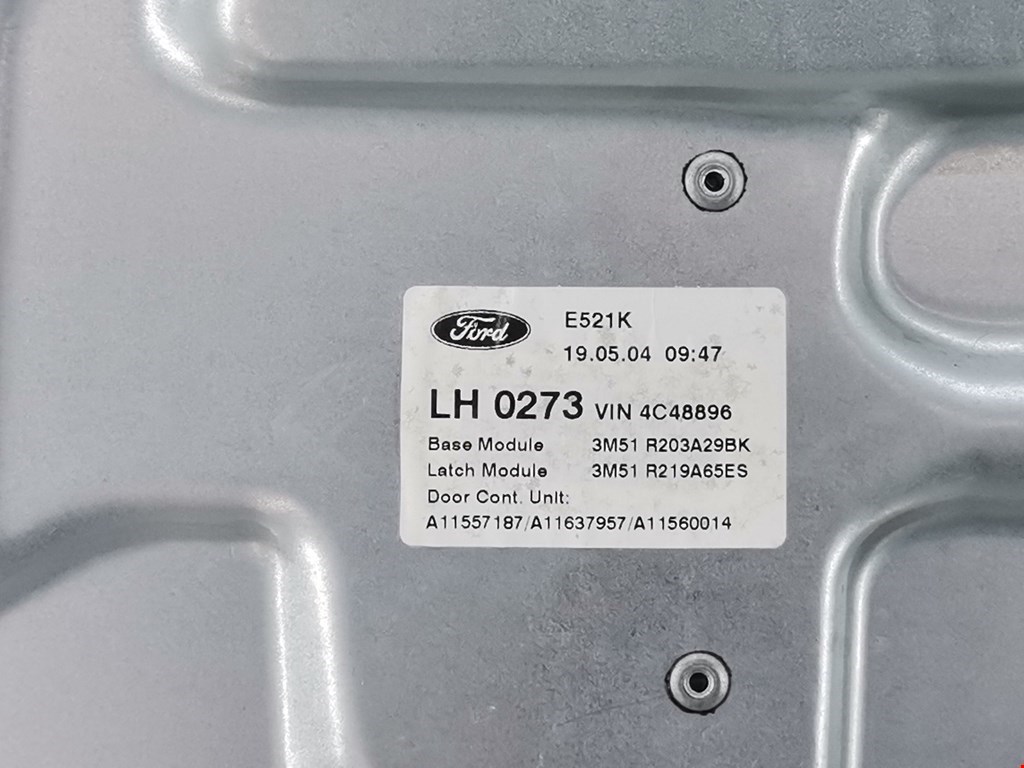 Ford E521K
19.05.04 09:47
LH 0273 VIN 4C48896
Base Module 3M51 R203A29BK
Latch Module 3M51 R219A65ES
Door Cont. Unit:
A11557187/A11637957/A11560014